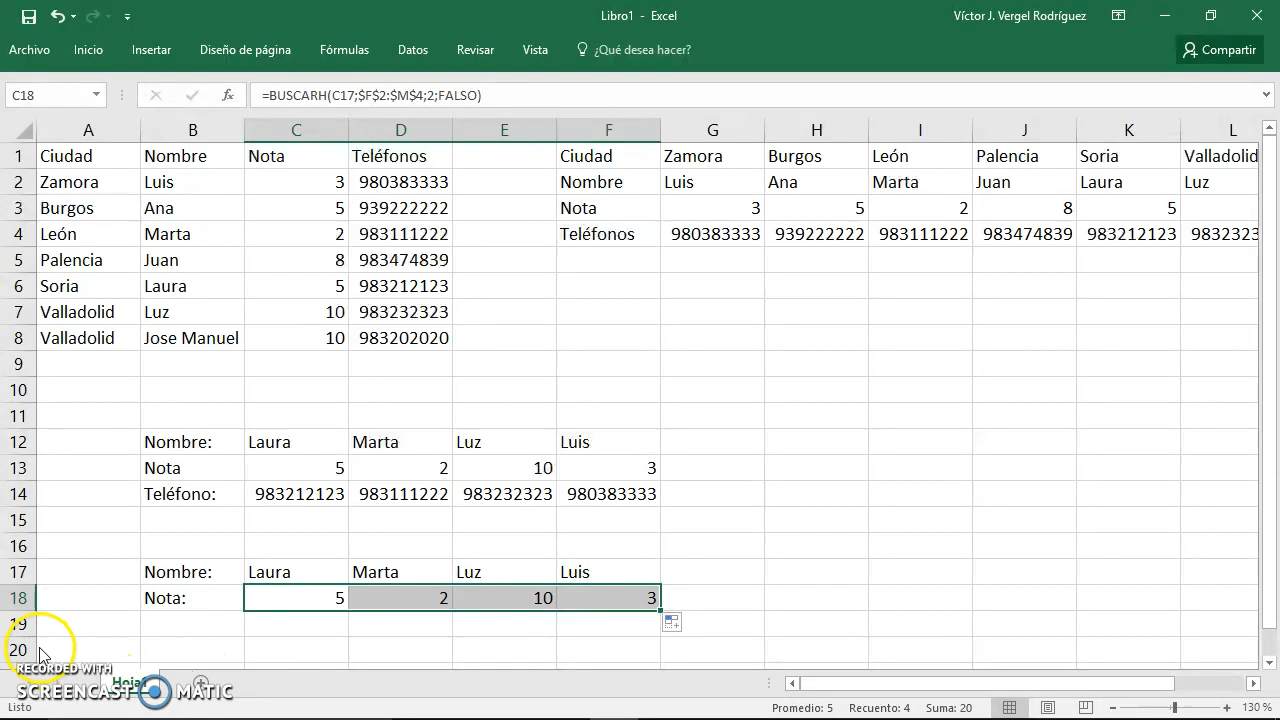 Libro1 - Excel
Víctor J. Vergel Rodríguez
Archivo Inicio Insertar Diseño de página Fórmulas Datos Revisar Vista ¿Qué desea hacer? Compartir
C18 fx =BUSCARH(C17;$F$2:$M$4;2;FALSO)
A B C D E F G H I J K L
1 Ciudad Nombre Nota Teléfonos Ciudad Zamora Burgos León Palencia Soria Valladolid
2 Zamora Luis 3 980383333 Nombre Luis Ana Marta Juan Laura Luz
3 Burgos Ana 5 939222222 Nota 3 5 2 8 5
4 León Marta 2 983111222 Teléfonos 980383333 939222222 983111222 983474839 983212123 9832323
5 Palencia Juan 8 983474839
6 Soria Laura 5 983212123
7 Valladolid Luz 10 983232323
8 Valladolid Jose Manuel 10 983202020
9
10
11
12 Nombre: Laura Marta Luz Luis
13 Nota 5 2 10 3
14 Teléfono: 983212123 983111222 983232323 980383333
15
16
17 Nombre: Laura Marta Luz Luis
18 Nota: 5 2 10 3
19
20
RECORDED WITH
SCREENCAST MATIC
Listo Promedio: 5 Recuento: 4 Suma: 20 130 %